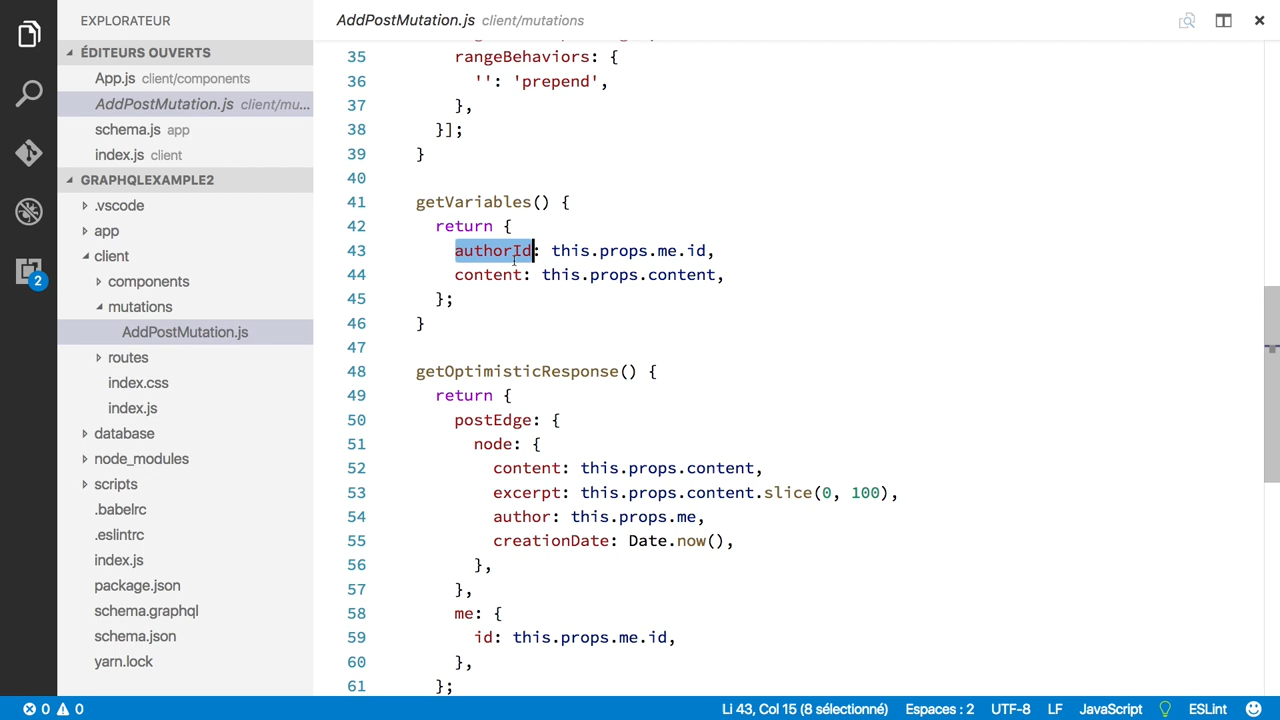 EXPLORATEUR
ÉDITEURS OUVERTS
App.js client/components
AddPostMutation.js client/mu...
schema.js app
index.js client
GRAPHQLEXAMPLE2
.vscode
app
client
components
mutations
AddPostMutation.js
routes
index.css
index.js
database
node_modules
scripts
.babelrc
.eslintrc
index.js
package.json
schema.graphql
schema.json
yarn.lock
2
AddPostMutation.js client/mutations
35 rangeBehaviors: {
36 '': 'prepend',
37 },
38 }];
39 }
40
41 getVariables() {
42 return {
43 authorId: this.props.me.id,
44 content: this.props.content,
45 };
46 }
47
48 getOptimisticResponse() {
49 return {
50 postEdge: {
51 node: {
52 content: this.props.content,
53 excerpt: this.props.content.slice(0, 100),
54 author: this.props.me,
55 creationDate: Date.now(),
56 },
57 },
58 me: {
59 id: this.props.me.id,
60 },
61 };
0 0 Li 43, Col 15 (8 sélectionné) Espaces : 2 UTF-8 LF JavaScript ESLint